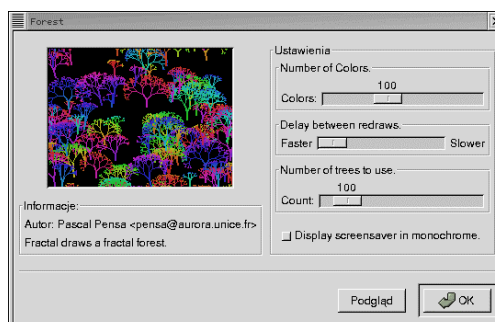 Forest
Ustawienia
Number of Colors.
100
Colors:
Delay between redraws.
Faster Slower
Number of trees to use.
100
Count:
Display screensaver in monochrome.
Informacje:
Autor: Pascal Pensa <pensa@aurora.unice.fr>
Fractal draws a fractal forest.
Podgląd
OK